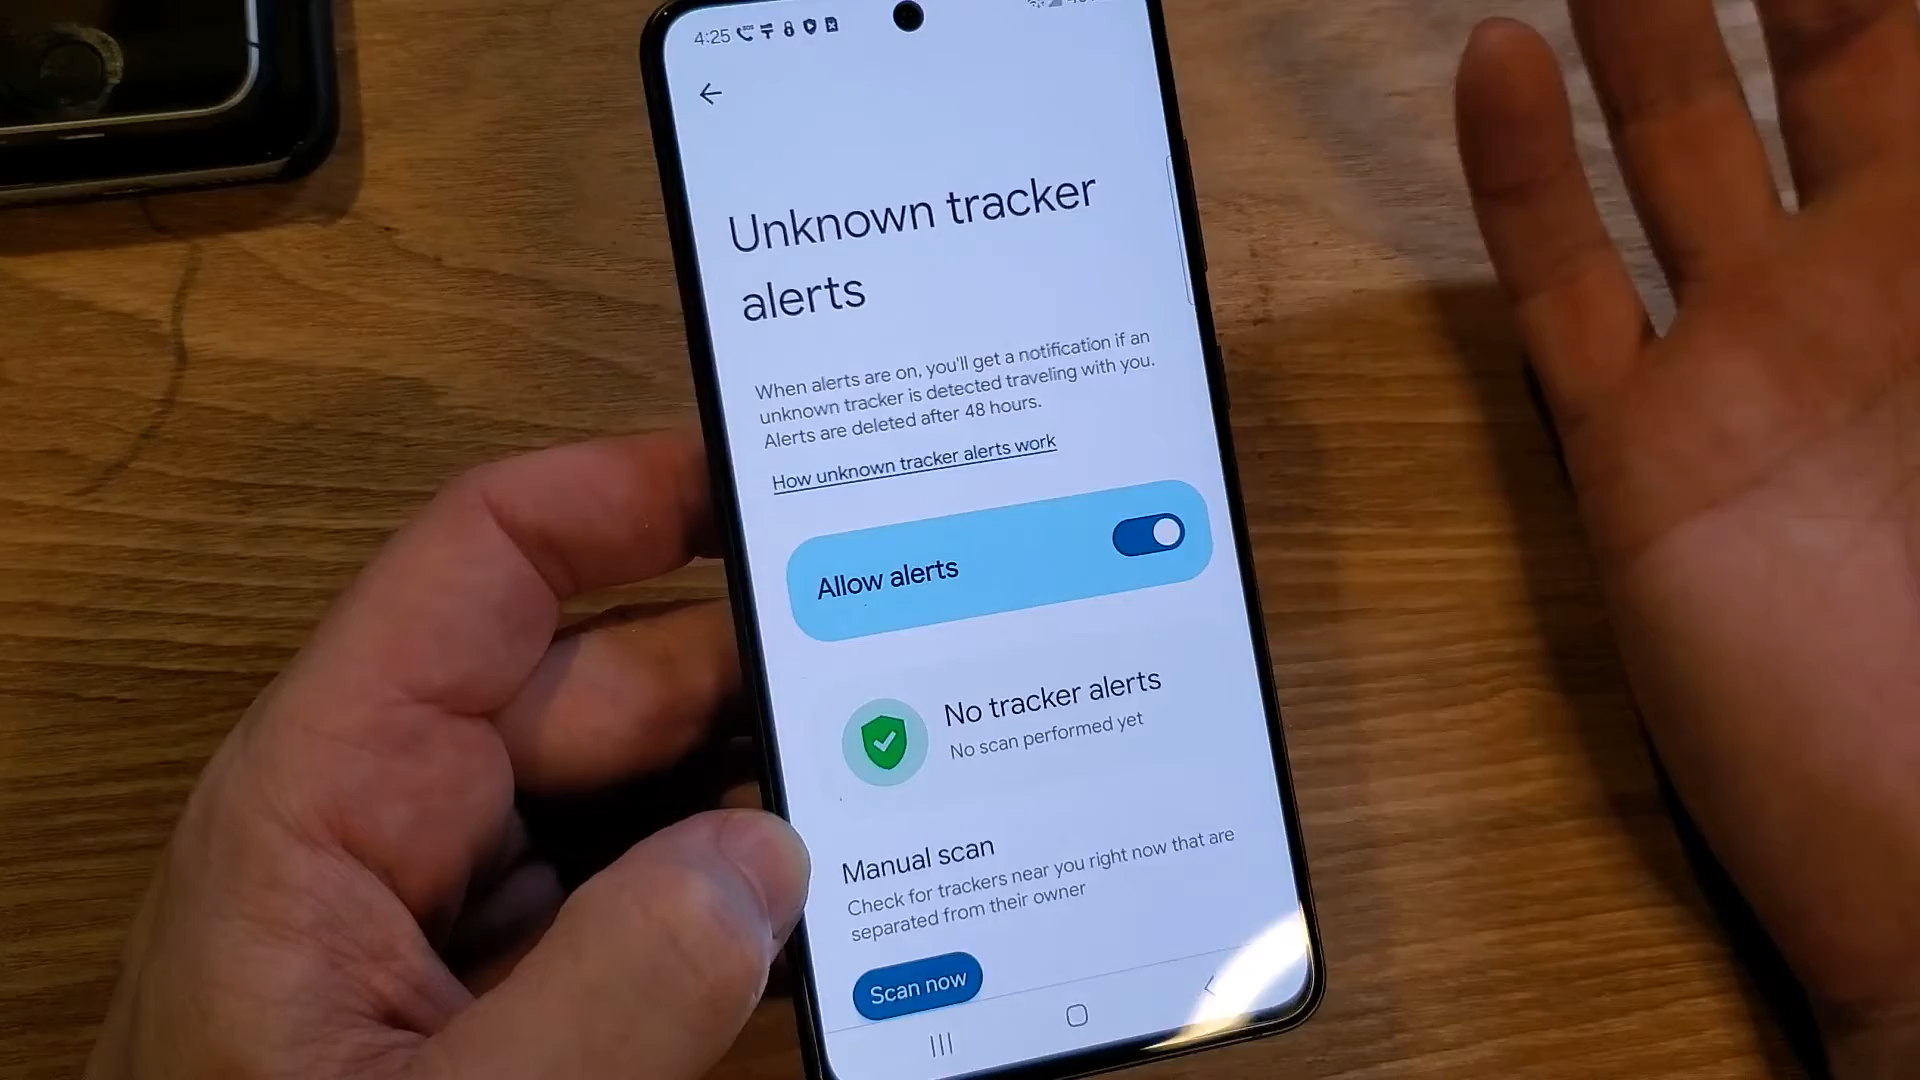 4:25
Unknown tracker
alerts
When alerts are on, you'll get a notification if an
unknown tracker is detected traveling with you.
Alerts are deleted after 48 hours.
How unknown tracker alerts work
Allow alerts
No tracker alerts
No scan performed yet
Manual scan
Check for trackers near you right now that are
separated from their owner
Scan now